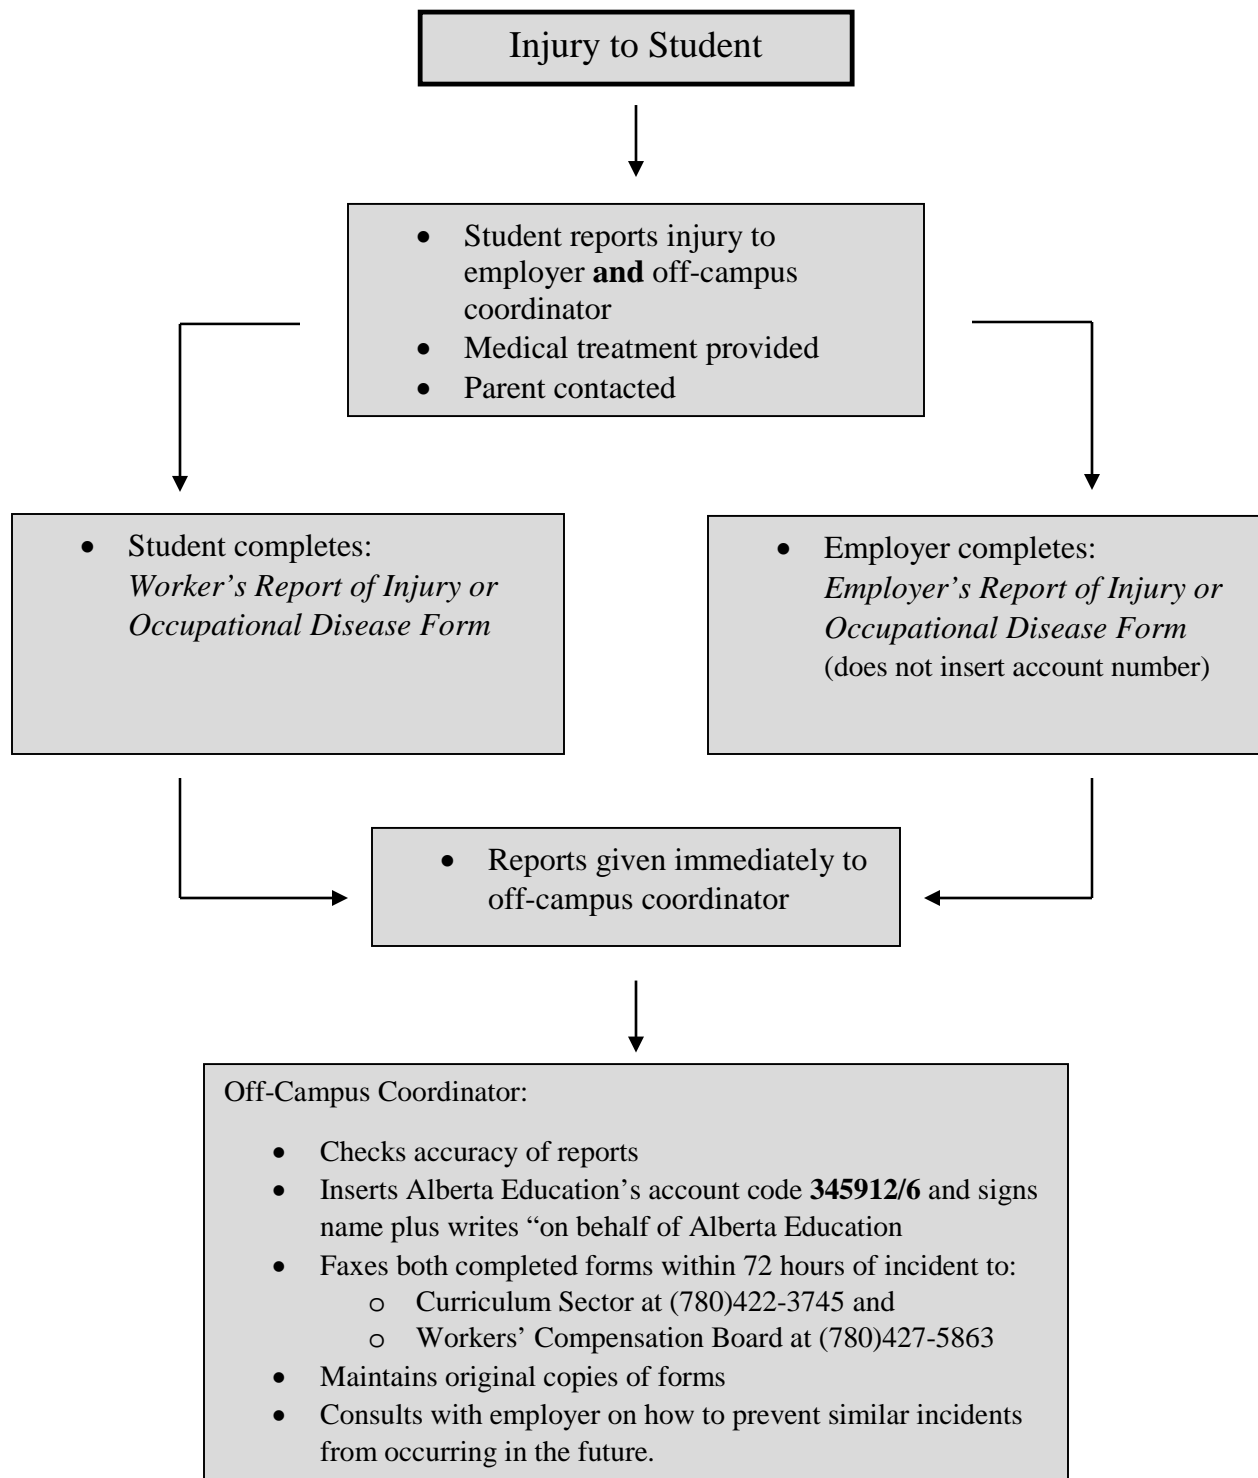 Injury to Student
• Student reports injury to
employer and off-campus
coordinator
• Medical treatment provided
• Parent contacted
• Student completes:
Worker’s Report of Injury or
Occupational Disease Form
• Employer completes:
Employer’s Report of Injury or
Occupational Disease Form
(does not insert account number)
• Reports given immediately to
off-campus coordinator
Off-Campus Coordinator:
• Checks accuracy of reports
• Inserts Alberta Education’s account code 345912/6 and signs
name plus writes “on behalf of Alberta Education
• Faxes both completed forms within 72 hours of incident to:
o Curriculum Sector at (780)422-3745 and
o Workers’ Compensation Board at (780)427-5863
• Maintains original copies of forms
• Consults with employer on how to prevent similar incidents
from occurring in the future.